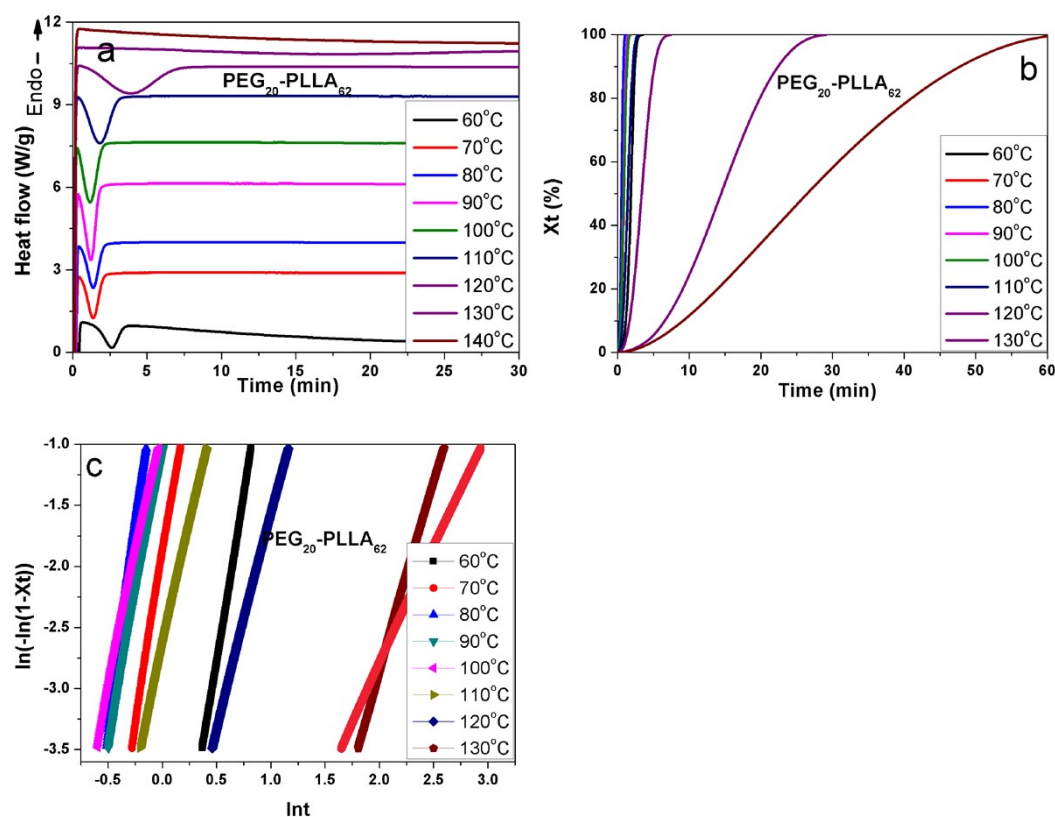 a
PEG20-PLLA62
Endo
Heat flow (W/g)
12
9
6
3
0
60°C
70°C
80°C
90°C
100°C
110°C
120°C
130°C
140°C
0 5 10 15 20 25 30
Time (min)
b
PEG20-PLLA62
Xt (%)
100
80
60
40
20
0
60°C
70°C
80°C
90°C
100°C
110°C
120°C
130°C
0 10 20 30 40 50 60
Time (min)
c
PEG20-PLLA62
ln(-ln(1-Xt))
-1.0
-1.5
-2.0
-2.5
-3.0
-3.5
60°C
70°C
80°C
90°C
100°C
110°C
120°C
130°C
-0.5 0.0 0.5 1.0 1.5 2.0 2.5 3.0
lnt